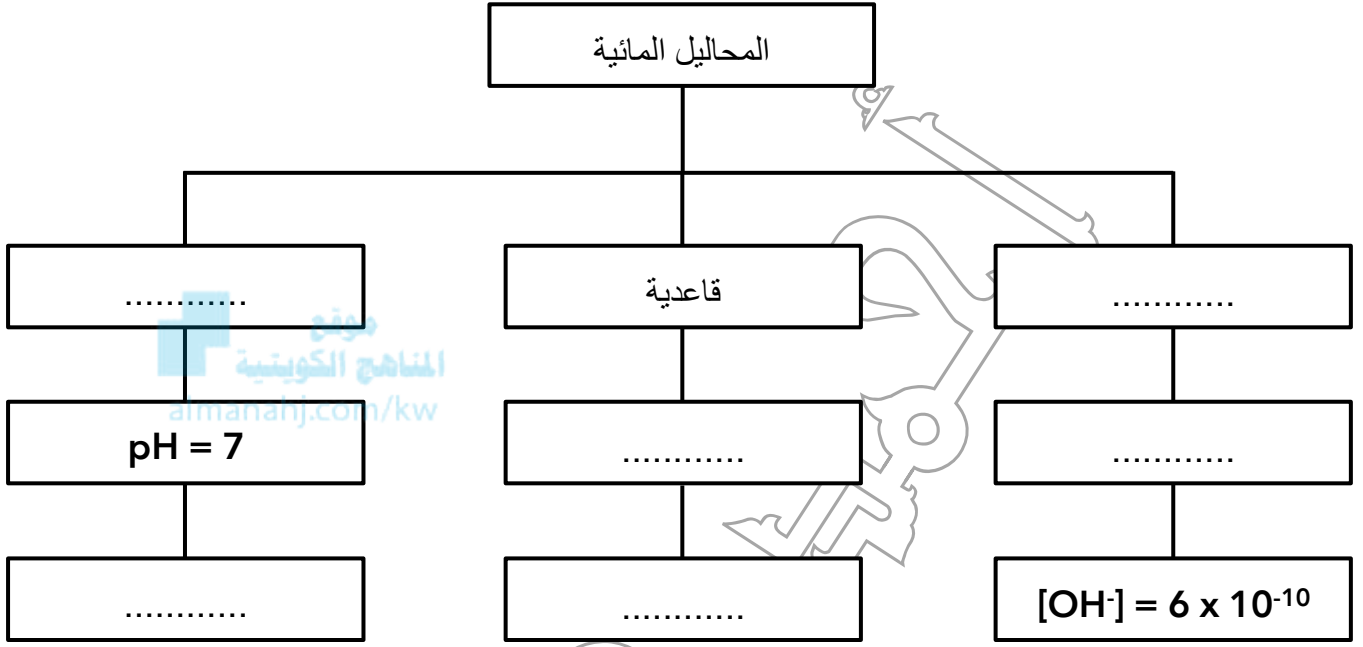 المحاليل المائية
............
قاعدية
............
موقع
المناهج الكويتية
almanahj.com/kw
............
............
pH = 7
[OH⁻] = 6 x 10⁻¹⁰
............
............